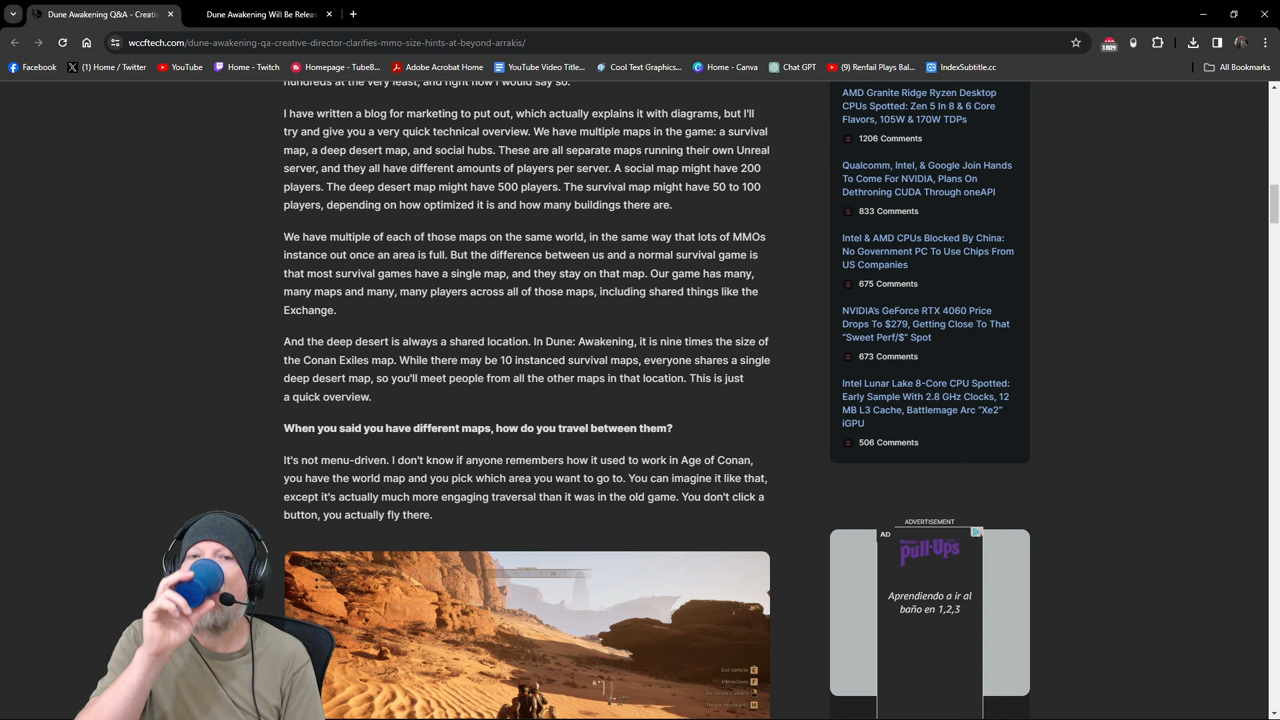 Dune Awakening Q&A - Creati
Dune Awakening Will Be Relea
wccftech.com/dune-awakening-qa-creative-director-clarifies-mmo-size-hints-at-beyond-arrakis/
1809
Facebook
(1) Home / Twitter
YouTube
Home - Twitch
Homepage - TubeB...
Adobe Acrobat Home
Cool Text Graphics...
Home - Canva
Chat GPT
(9) Ferfail Plays Bal...
IndexSubtitle.cc
All Bookmarks
hundreds at the very least, and right now I would say so.
I have written a blog for marketing to put out, which actually explains it with diagrams, but I'll
try and give you a very quick technical overview. We have multiple maps in the game: a survival
map, a deep desert map, and social hubs. These are all separate maps running their own Unreal
server, and they all have different amounts of players per server. A social map might have 200
players. The deep desert map might have 500 players. The survival map might have 50 to 100
players, depending on how optimized it is and how many buildings there are.
We have multiple of each of those maps on the same world, in the same way that lots of MMOs
instance out once an area is full. But the difference between us and a normal survival game is
that most survival games have a single map, and they stay on that map. Our game has many,
many maps and many, many players across all of those maps, including shared things like the
Exchange.
And the deep desert is always a shared location. In Dune: Awakening, it is nine times the size of
the Conan Exiles map. While there may be 10 instanced survival maps, everyone shares a single
deep desert map, so you'll meet people from all the other maps in that location. This is just
a quick overview.
When you said you have different maps, how do you travel between them?
It's not menu-driven. I don't know if anyone remembers how it used to work in Age of Conan,
you have the world map and you pick which area you want to go to. You can imagine it like that,
except it's actually much more engaging traversal than it was in the old game. You don't click a
button, you actually fly there.
Exit Vehicle E
Interactions F
AMD Granite Ridge Ryzen Desktop
CPUs Spotted: Zen 5 In 8 & 6 Core
Flavors, 105W & 170W TDPs
1206 Comments
Qualcomm, Intel, & Google Join Hands
To Come For NVIDIA, Plans On
Dethroning CUDA Through oneAPI
833 Comments
Intel & AMD CPUs Blocked By China:
No Government PC To Use Chips From
US Companies
675 Comments
NVIDIA's GeForce RTX 4060 Price
Drops To $279, Getting Close To That
"Sweet Perf/$" Spot
673 Comments
Intel Lunar Lake 8-Core CPU Spotted:
Early Sample With 2.8 GHz Clocks, 12
MB L3 Cache, Battlemage Arc "Xe2"
iGPU
506 Comments
ADVERTISEMENT
AD
Pull-Ups
Aprendiendo a ir al
baño en 1,2,3